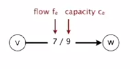 flow fₑ capacity cₑ
v 7 / 9 w